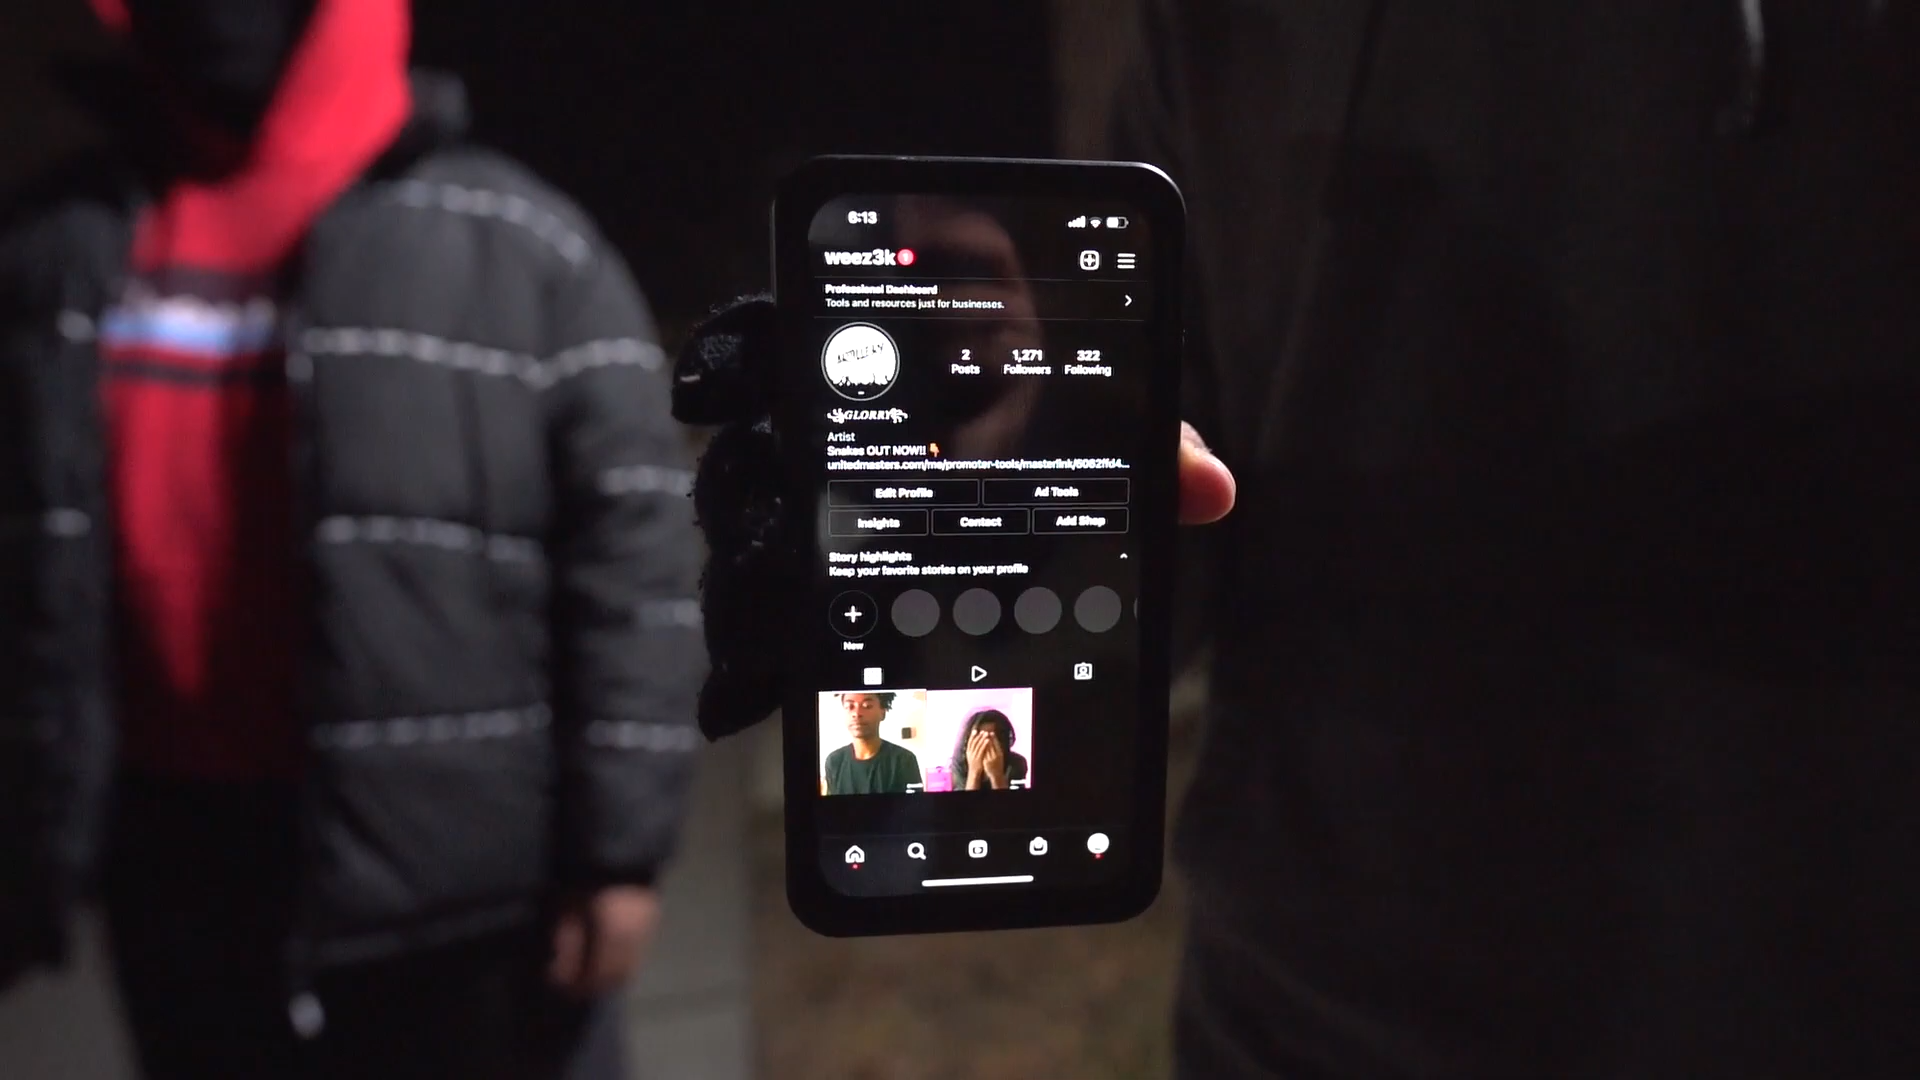 6:13
weez3k 1
Professional Dashboard
Tools and resources just for businesses.
2 1,271 322
Posts Followers Following
꧁GLORRY꧂
Artist
Snakes OUT NOW!! 👇
unitedmasters.com/me/promoter-tools/masterlink/6062ffd4...
Edit Profile Ad Tools
Insights Contact Add Shop
Story highlights
Keep your favorite stories on your profile
New